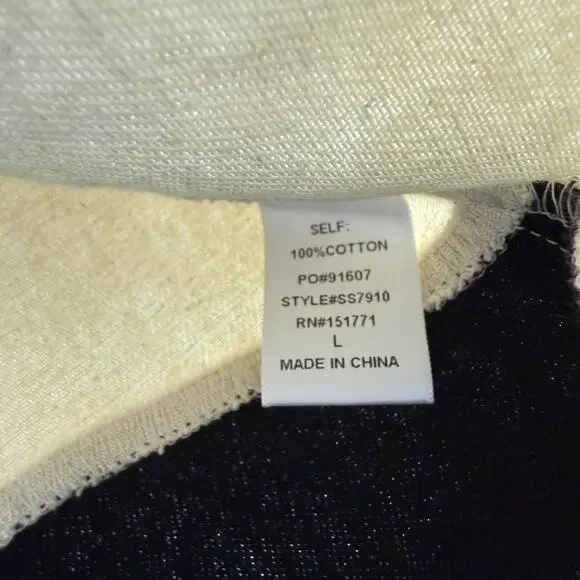 SELF:
100%COTTON
PO#91607
STYLE#SS7910
RN#151771
L
MADE IN CHINA